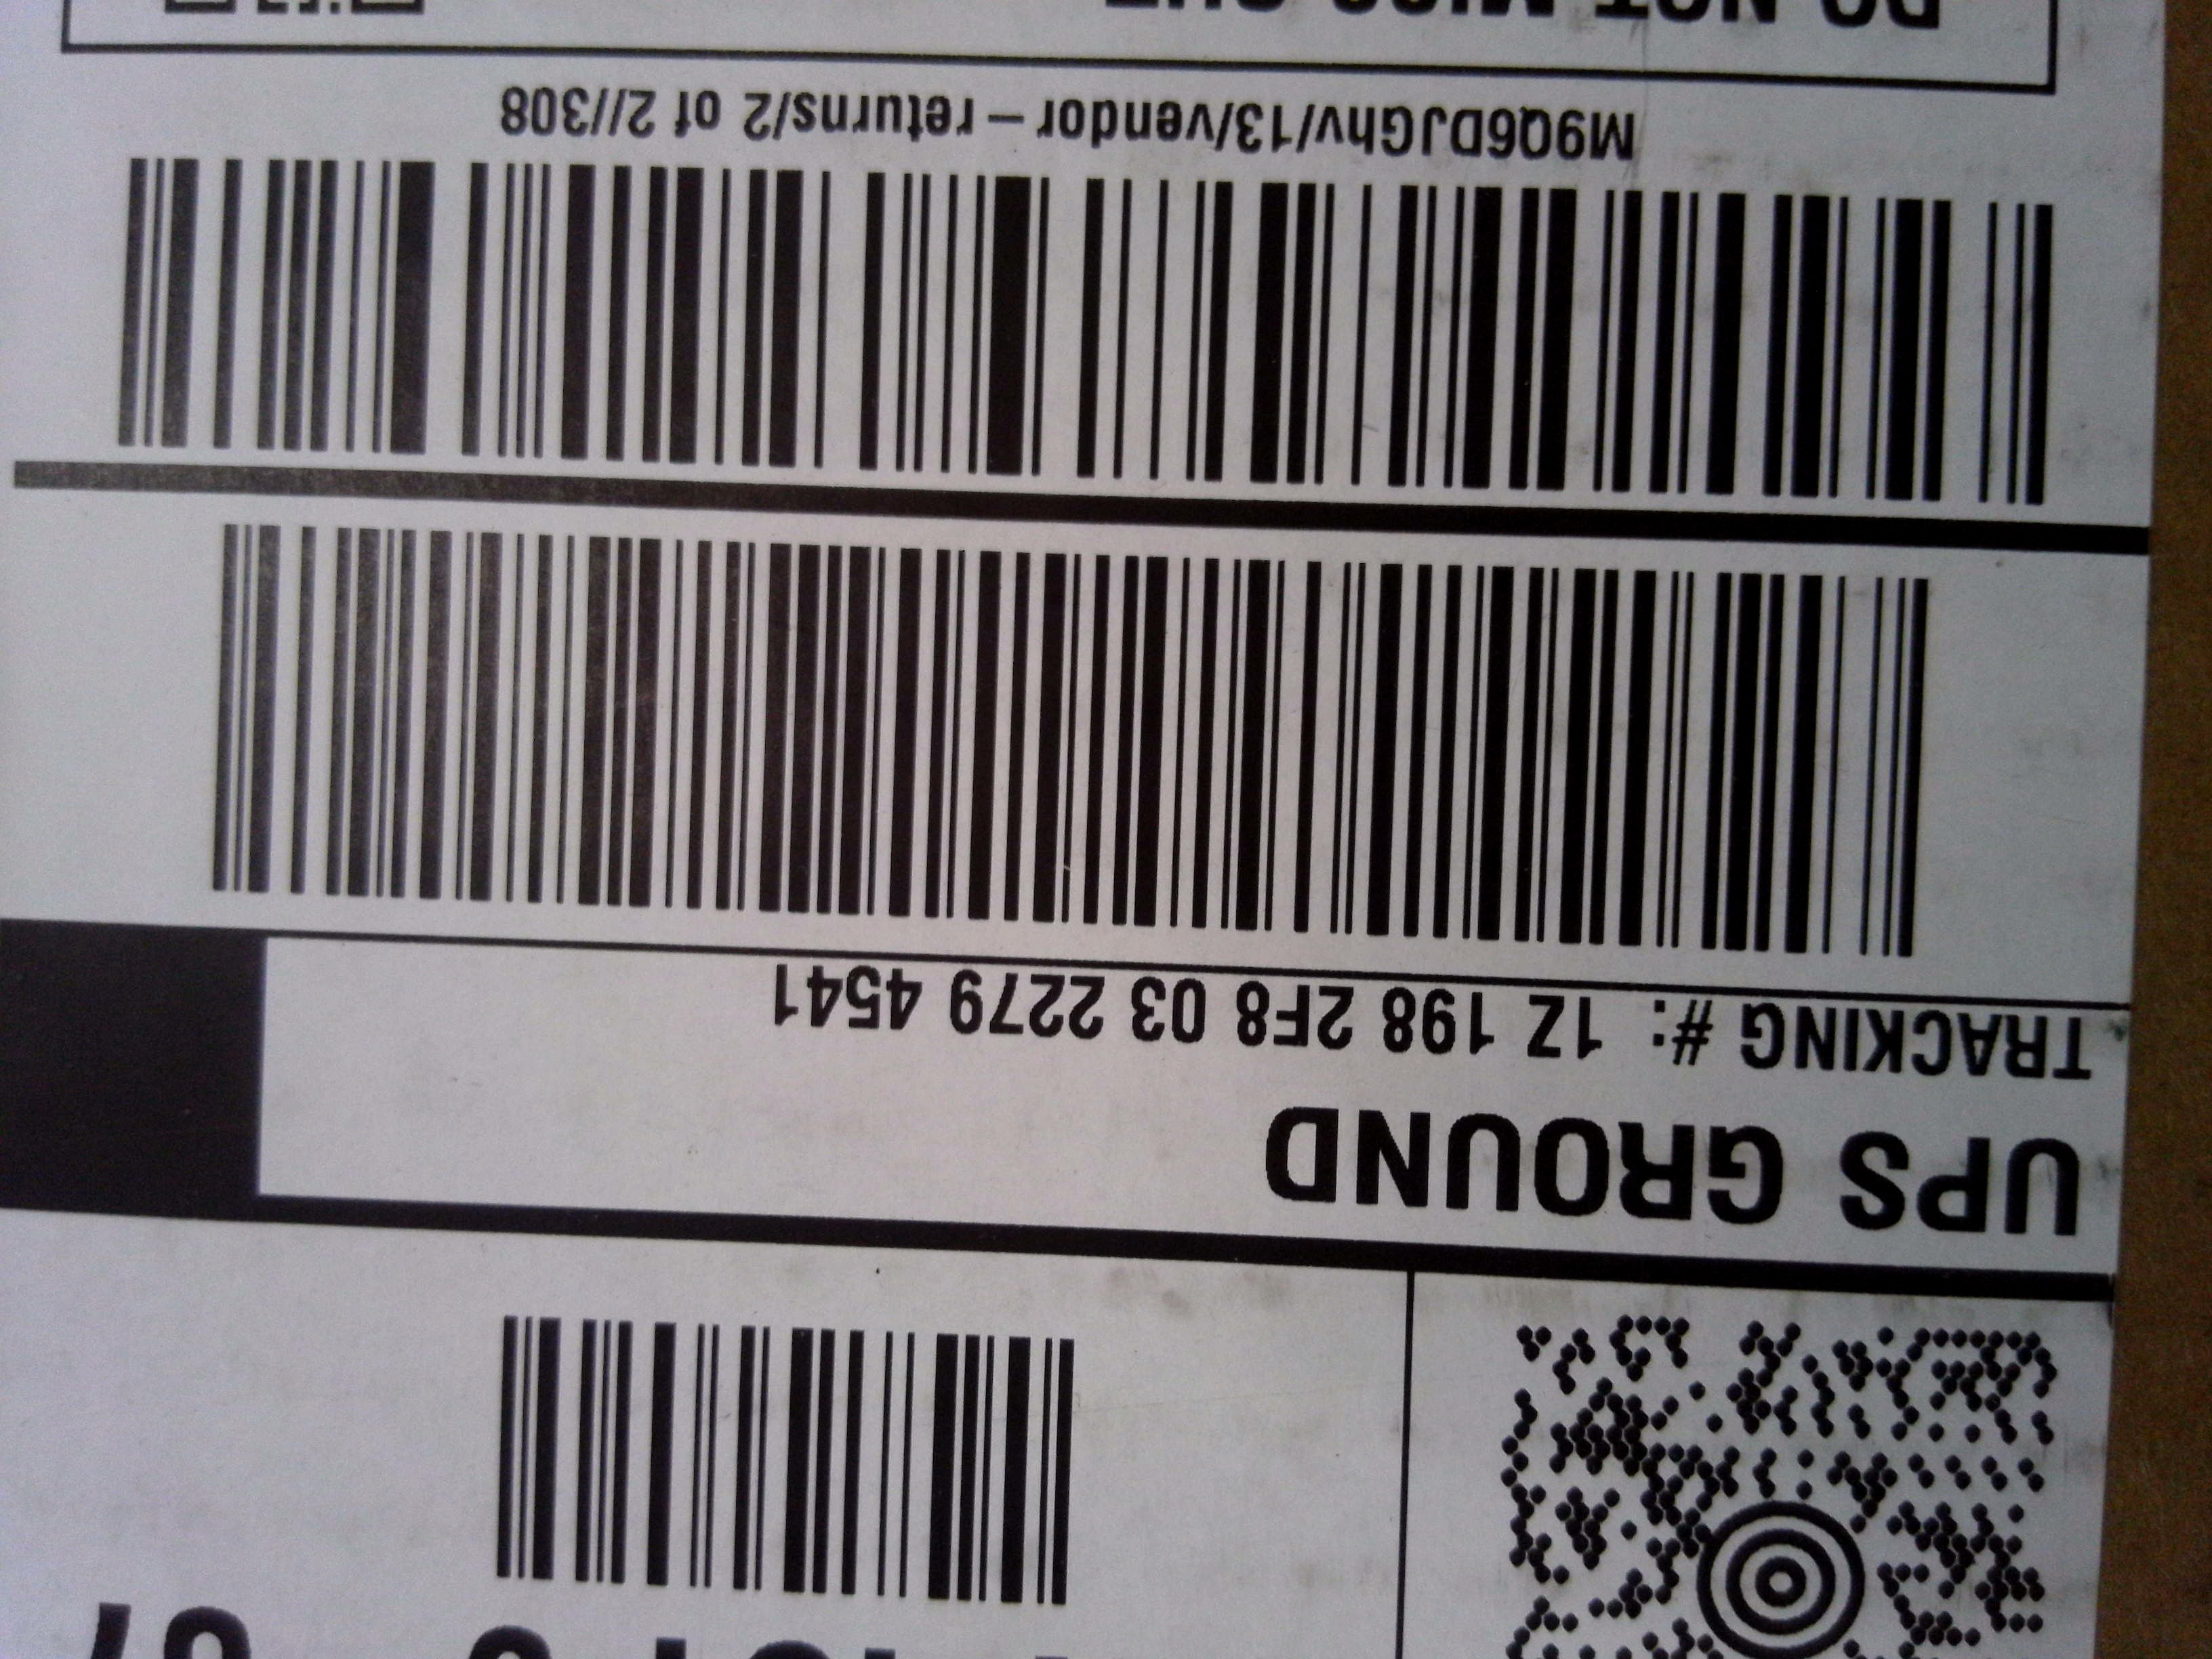 UPS GROUND
TRACKING #: 1Z 198 2F8 03 2279 4541
M9Q6DJGhv/13/vendor – returns/2 of 2//308